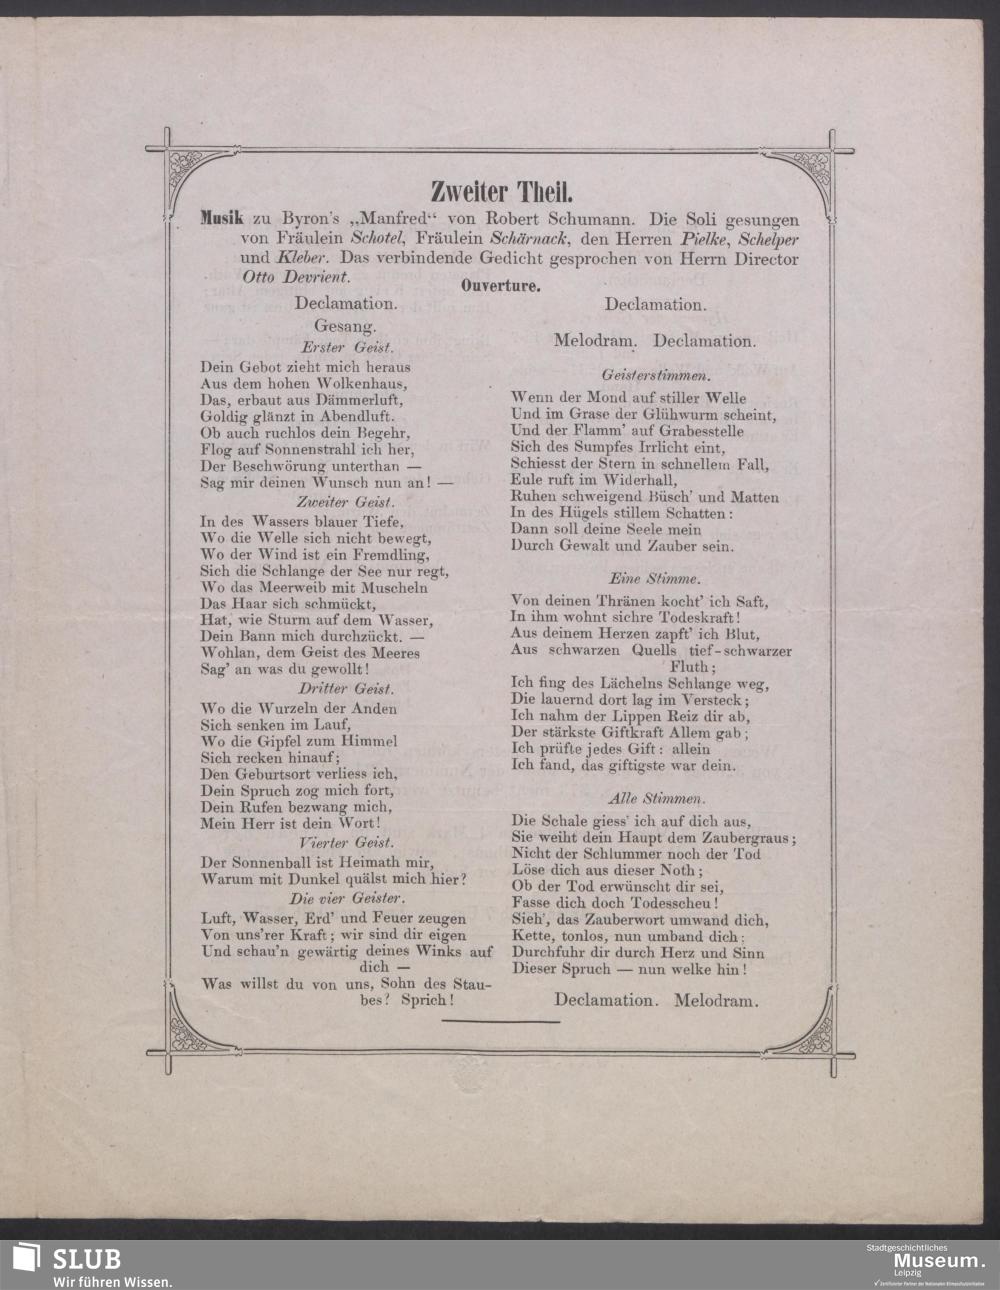 Zweiter Theil.
Musik zu Byron's „Manfred“ von Robert Schumann. Die Soli gesungen
von Fräulein Schotel, Fräulein Schärnack, den Herren Pielke, Schelper
und Kleber. Das verbindende Gedicht gesprochen von Herrn Director
Otto Devrient.
Ouverture.
Declamation.
Gesang.
Erster Geist.
Dein Gebot zieht mich heraus
Aus dem hohen Wolkenhaus,
Das, erbaut aus Dämmerluft,
Goldig glänzt in Abendluft.
Ob auch ruchlos dein Begehr,
Flog auf Sonnenstrahl ich her,
Der Beschwörung unterthan —
Sag mir deinen Wunsch nun an! —
Zweiter Geist.
In des Wassers blauer Tiefe,
Wo die Welle sich nicht bewegt,
Wo der Wind ist ein Fremdling,
Sich die Schlange der See nur regt,
Wo das Meerweib mit Muscheln
Das Haar sich schmückt,
Hat, wie Sturm auf dem Wasser,
Dein Bann mich durchzückt. —
Wohlan, dem Geist des Meeres
Sag' an was du gewollt!
Dritter Geist.
Wo die Wurzeln der Anden
Sich senken im Lauf,
Wo die Gipfel zum Himmel
Sich recken hinauf;
Den Geburtsort verliess ich,
Dein Spruch zog mich fort,
Dein Rufen bezwang mich,
Mein Herr ist dein Wort!
Vierter Geist.
Der Sonnenball ist Heimath mir,
Warum mit Dunkel quälst mich hier?
Die vier Geister.
Luft, Wasser, Erd' und Feuer zeugen
Von uns'rer Kraft; wir sind dir eigen
Und schau'n gewärtig deines Winks auf
dich —
Was willst du von uns, Sohn des Stau-
bes? Sprich!
Declamation.
Melodram. Declamation.
Geisterstimmen.
Wenn der Mond auf stiller Welle
Und im Grase der Glühwurm scheint,
Und der Flamm' auf Grabesstelle
Sich des Sumpfes Irrlicht eint,
Schiesst der Stern in schnellem Fall,
Eule ruft im Widerhall,
Ruhen schweigend Büsch' und Matten
In des Hügels stillem Schatten:
Dann soll deine Seele mein
Durch Gewalt und Zauber sein.
Eine Stimme.
Von deinen Thränen kocht' ich Saft,
In ihm wohnt sichre Todeskraft!
Aus deinem Herzen zapft' ich Blut,
Aus schwarzen Quells tief-schwarzer
Fluth;
Ich fing des Lächelns Schlange weg,
Die lauernd dort lag im Versteck;
Ich nahm der Lippen Reiz dir ab,
Der stärkste Giftkraft Allem gab;
Ich prüfte jedes Gift: allein
Ich fand, das giftigste war dein.
Alle Stimmen.
Die Schale giess' ich auf dich aus,
Sie weiht dein Haupt dem Zaubergraus;
Nicht der Schlummer noch der Tod
Löse dich aus dieser Noth;
Ob der Tod erwünscht dir sei,
Fasse dich doch Todesscheu!
Sieh', das Zauberwort umwand dich,
Kette, tonlos, nun umband dich;
Durchfuhr dir durch Herz und Sinn
Dieser Spruch — nun welke hin!
Declamation. Melodram.
SLUB
Wir führen Wissen.
Stadtgeschichtliches
Museum.
Leipzig
Zertifizierter Partner der Nationalen Klimaschutzinitiative